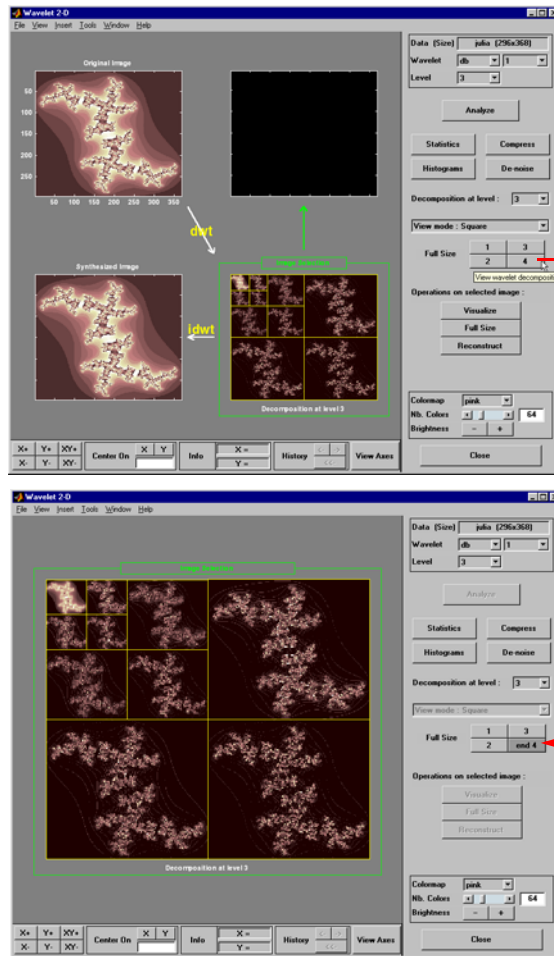 Wavelet 2-D
File View Insert Tools Window Help
Original Image
50
100
150
200
250
50 100 150 200 250 300 350
dwt
Image Selection
Synthesized Image
idwt
Decomposition at level 3
X+ Y+ XY+
X- Y- XY-
Center On X Y
Info X =
Y =
History <- ->
<<-
View Axes
Data (Size) julia (296x368)
Wavelet db 1
Level 3
Analyze
Statistics Compress
Histograms De-noise
Decomposition at level : 3
View mode : Square
Full Size 1 3
2 4
View wavelet decomposit
Operations on selected image :
Visualize
Full Size
Reconstruct
Colormap pink
Nb. Colors 64
Brightness - +
Close
Wavelet 2-D
File View Insert Tools Window Help
Image Selection
Decomposition at level 3
X+ Y+ XY+
X- Y- XY-
Center On X Y
Info X =
Y =
History <- ->
<<-
View Axes
Data (Size) julia (296x368)
Wavelet db 1
Level 3
Analyze
Statistics Compress
Histograms De-noise
Decomposition at level : 3
View mode : Square
Full Size 1 3
2 end 4
Operations on selected image :
Visualize
Full Size
Reconstruct
Colormap pink
Nb. Colors 64
Brightness - +
Close